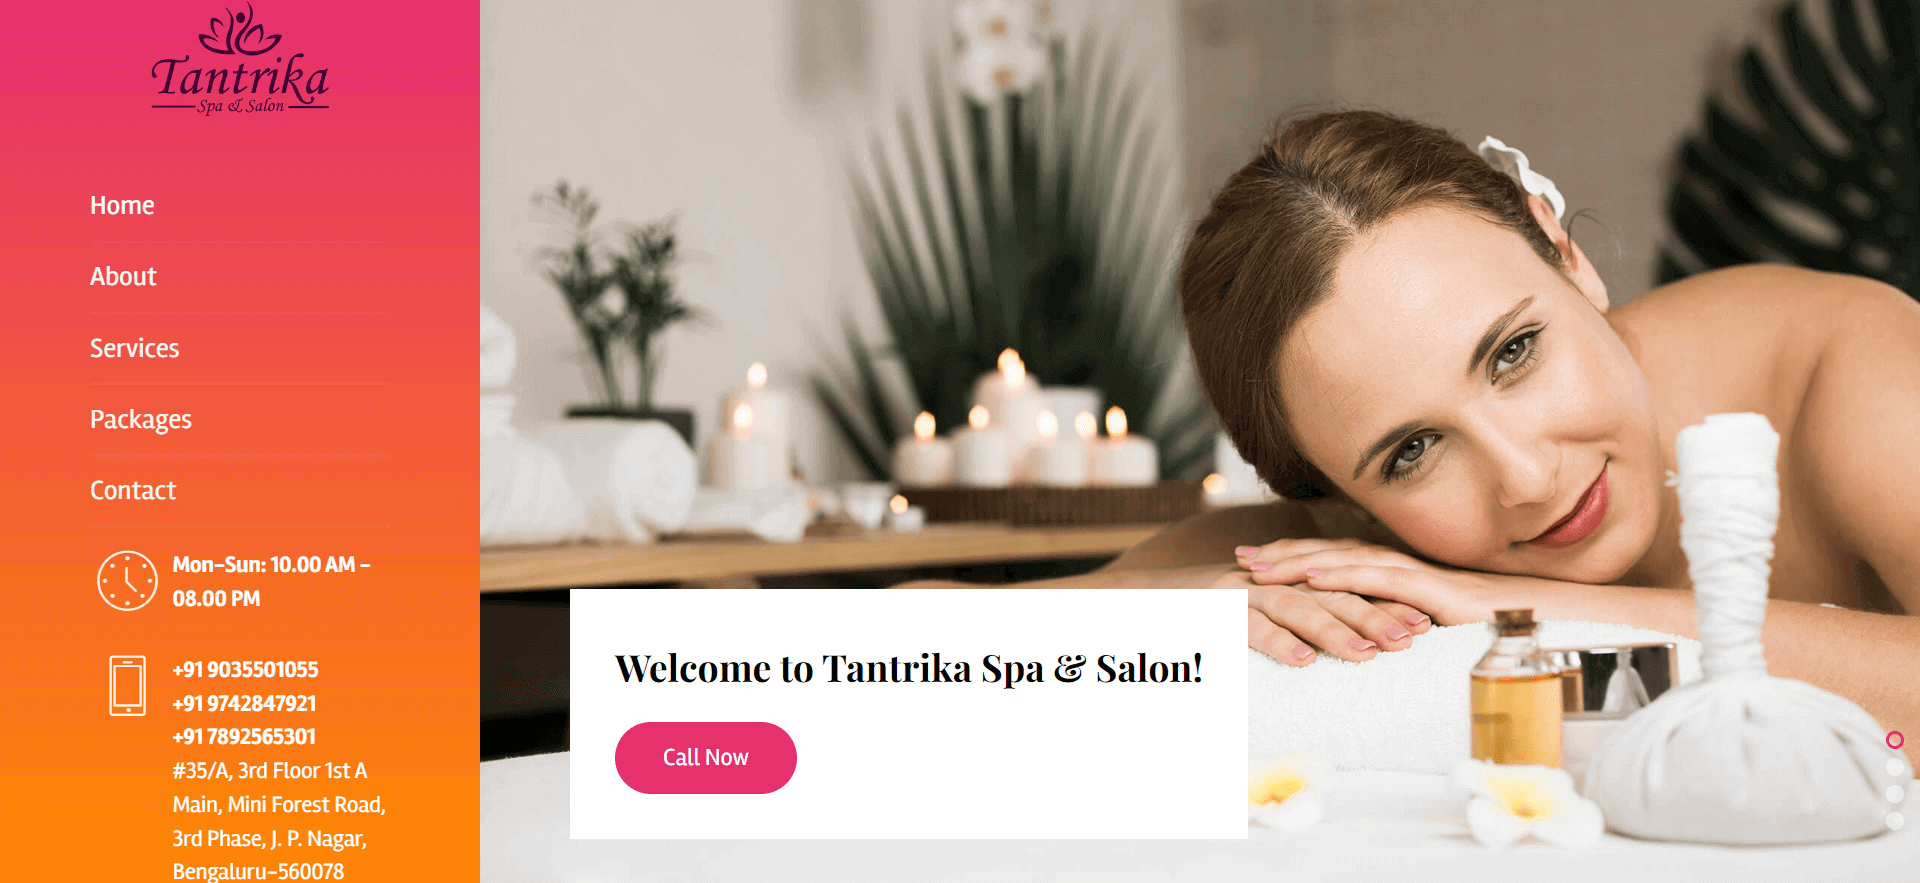 Tantrika
Spa & Salon
Home
About
Services
Packages
Contact
Mon-Sun: 10.00 AM -
08.00 PM
+91 9035501055
+91 9742847921
+91 7892565301
#35/A, 3rd Floor 1st A
Main, Mini Forest Road,
3rd Phase, J. P. Nagar,
Bengaluru-560078
Welcome to Tantrika Spa & Salon!
Call Now